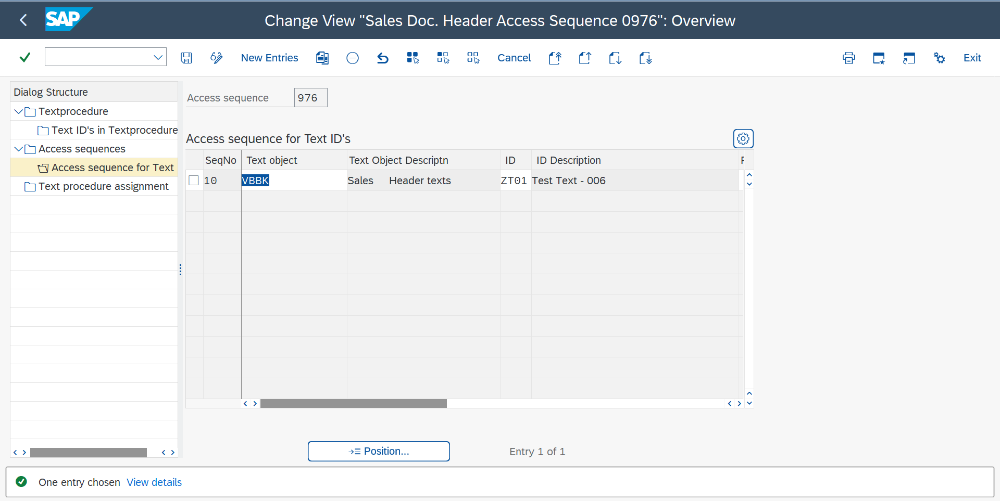 SAP
Change View "Sales Doc. Header Access Sequence 0976": Overview
New Entries
Cancel
Exit
Dialog Structure
Textprocedure
Text ID's in Textprocedure
Access sequences
Access sequence for Text
Text procedure assignment
Access sequence 976
Access sequence for Text ID's
SeqNo Text object Text Object Descriptn ID ID Description
10 VBBK Sales Header texts ZT01 Test Text - 006
Position...
Entry 1 of 1
One entry chosen View details